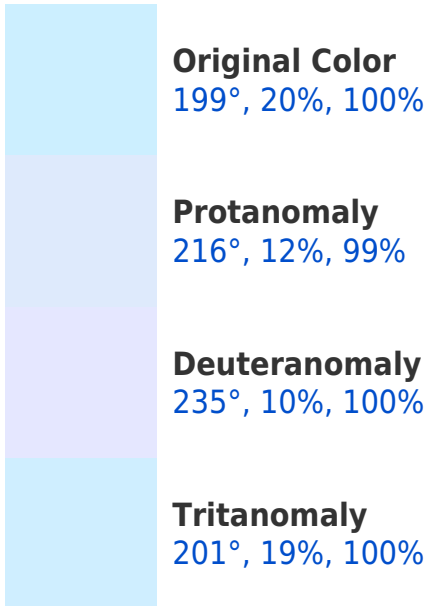 Original Color
199°, 20%, 100%
Protanomaly
216°, 12%, 99%
Deuteranomaly
235°, 10%, 100%
Tritanomaly
201°, 19%, 100%